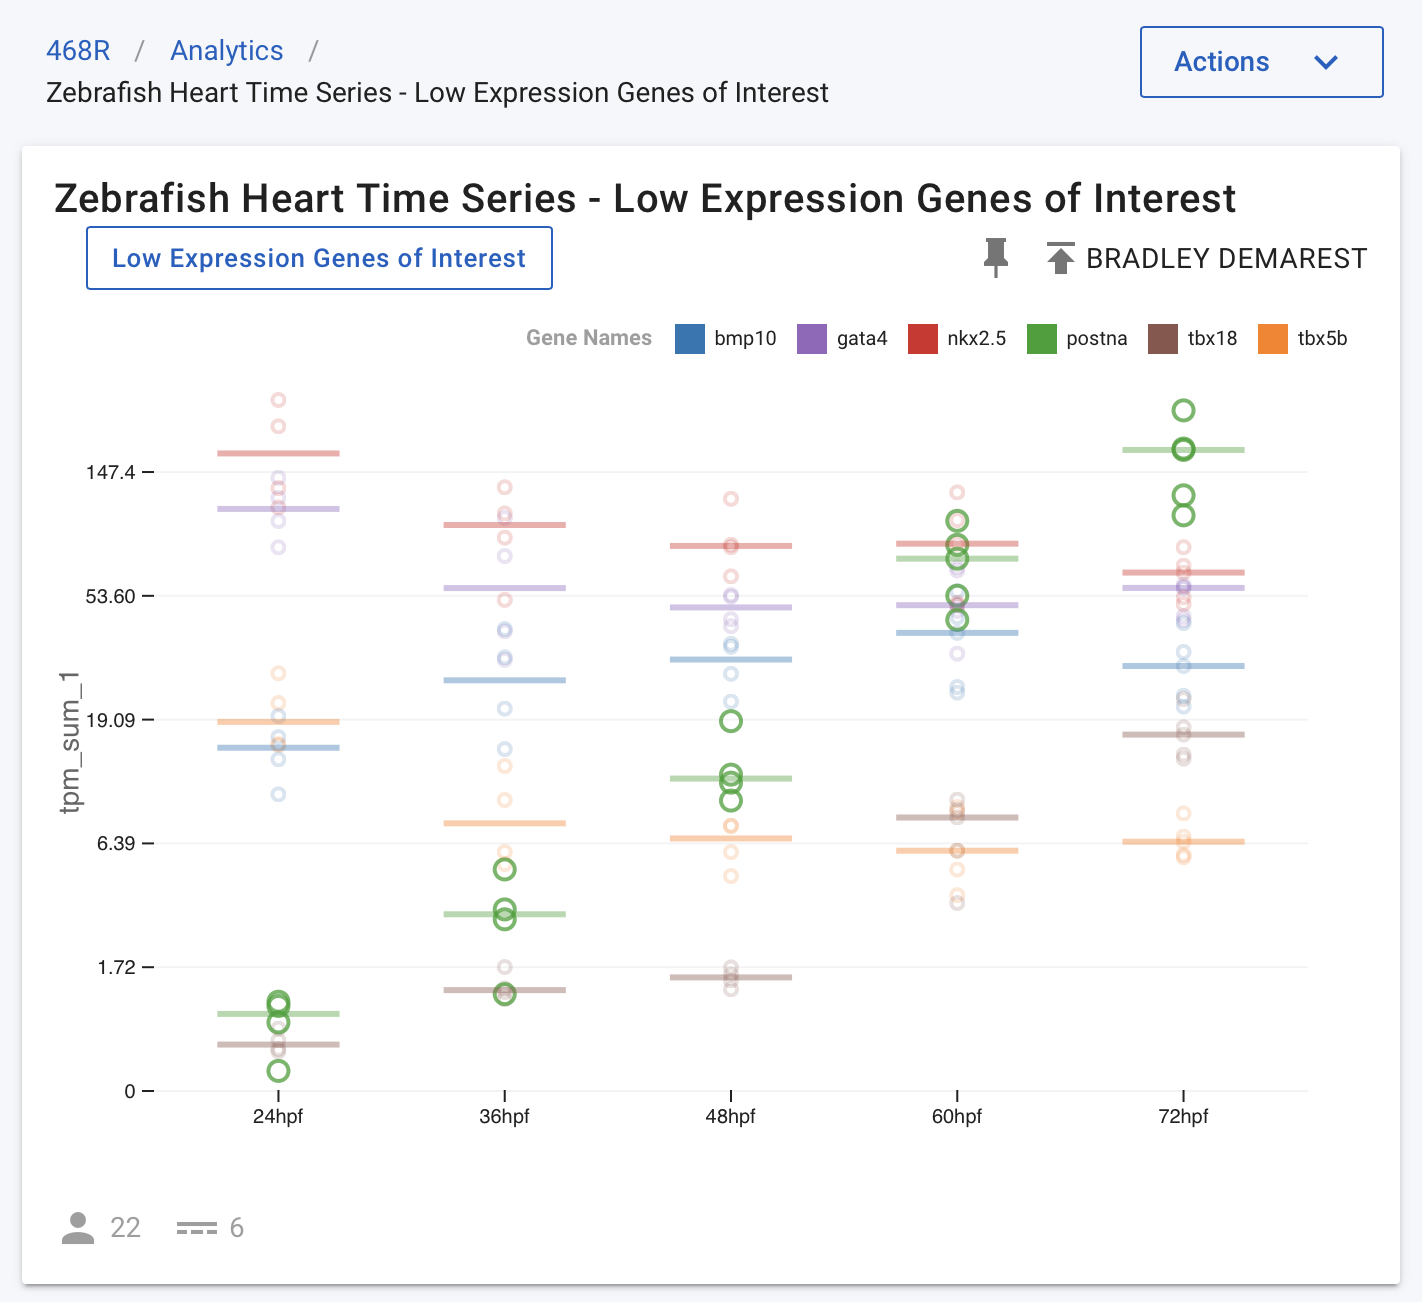 468R / Analytics /
Actions
Zebrafish Heart Time Series - Low Expression Genes of Interest
Zebrafish Heart Time Series - Low Expression Genes of Interest
Low Expression Genes of Interest
BRADLEY DEMAREST
Gene Names bmp10 gata4 nkx2.5 postna tbx18 tbx5b
tpm_sum_1
147.4
53.60
19.09
6.39
1.72
0
24hpf 36hpf 48hpf 60hpf 72hpf
22 6